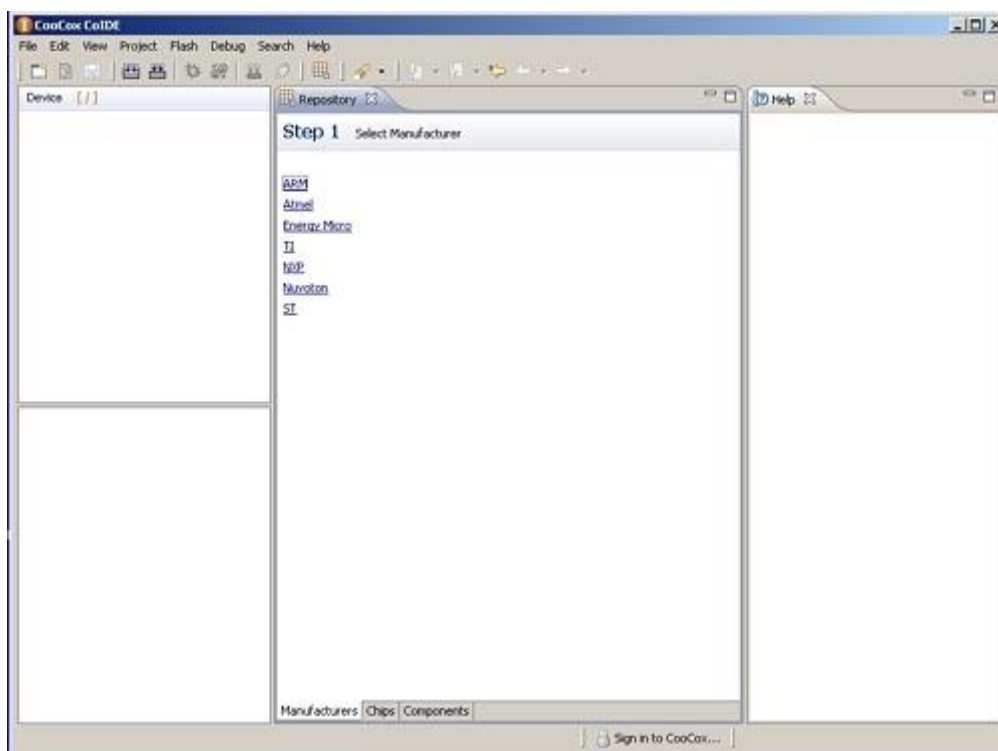 CooCox CoIDE
File Edit View Project Flash Debug Search Help
Device [/]
Repository
Help
Step 1 Select Manufacturer
ARM
Atmel
Energy Micro
TI
NXP
Nuvoton
ST
Manufacturers Chips Components
Sign in to CooCox...